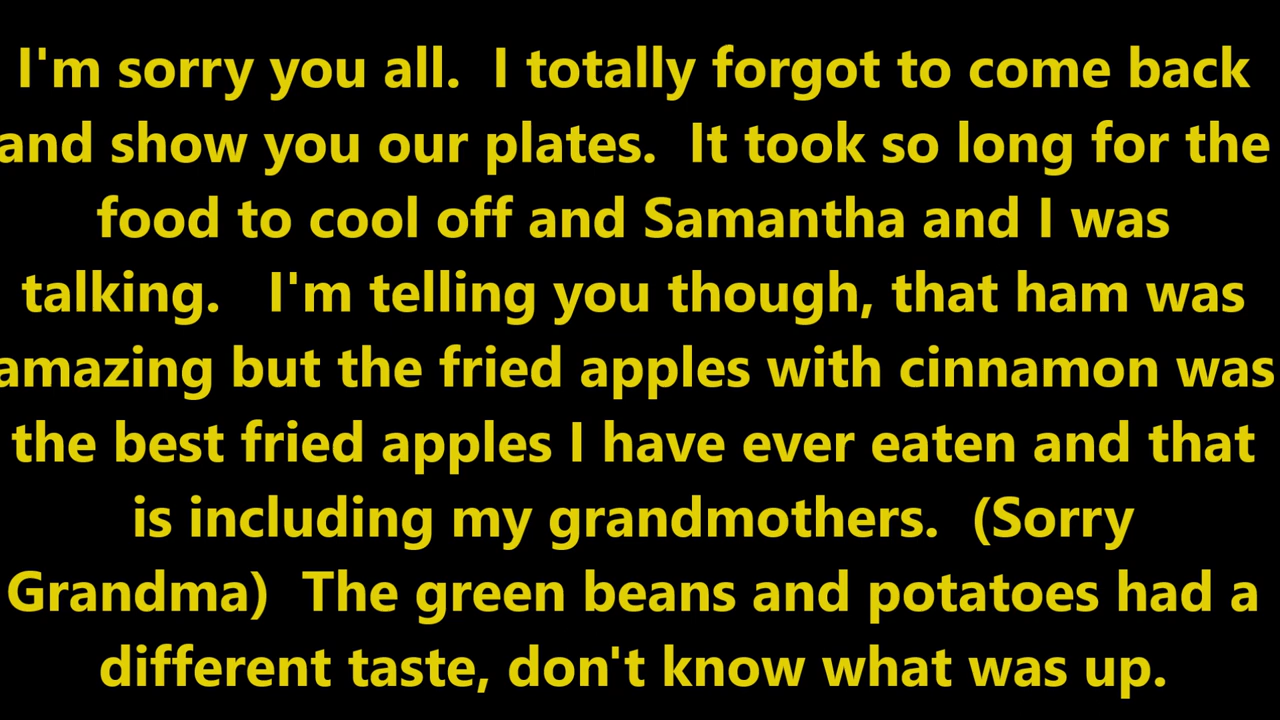 I'm sorry you all.  I totally forgot to come back
and show you our plates.  It took so long for the
food to cool off and Samantha and I was
talking.   I'm telling you though, that ham was
amazing but the fried apples with cinnamon was
the best fried apples I have ever eaten and that
is including my grandmothers.  (Sorry
Grandma)  The green beans and potatoes had a
different taste, don't know what was up.